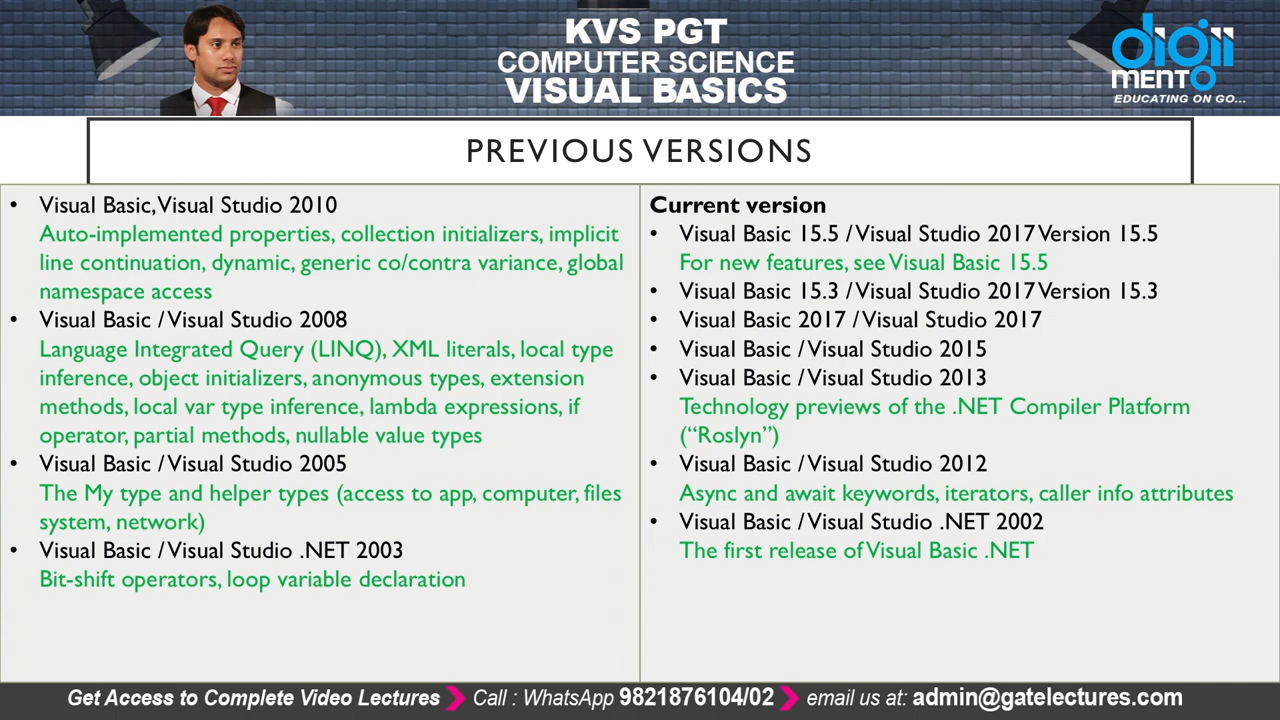 KVS PGT
COMPUTER SCIENCE
VISUAL BASICS
digii
mento
EDUCATING ON GO...
PREVIOUS VERSIONS
• Visual Basic, Visual Studio 2010
Auto-implemented properties, collection initializers, implicit
line continuation, dynamic, generic co/contra variance, global
namespace access
• Visual Basic / Visual Studio 2008
Language Integrated Query (LINQ), XML literals, local type
inference, object initializers, anonymous types, extension
methods, local var type inference, lambda expressions, if
operator, partial methods, nullable value types
• Visual Basic / Visual Studio 2005
The My type and helper types (access to app, computer, files
system, network)
• Visual Basic / Visual Studio .NET 2003
Bit-shift operators, loop variable declaration
Current version
• Visual Basic 15.5 / Visual Studio 2017 Version 15.5
For new features, see Visual Basic 15.5
• Visual Basic 15.3 / Visual Studio 2017 Version 15.3
• Visual Basic 2017 / Visual Studio 2017
• Visual Basic / Visual Studio 2015
• Visual Basic / Visual Studio 2013
Technology previews of the .NET Compiler Platform
(“Roslyn”)
• Visual Basic / Visual Studio 2012
Async and await keywords, iterators, caller info attributes
• Visual Basic / Visual Studio .NET 2002
The first release of Visual Basic .NET
Get Access to Complete Video Lectures Call : WhatsApp 9821876104/02 email us at: admin@gatelectures.com